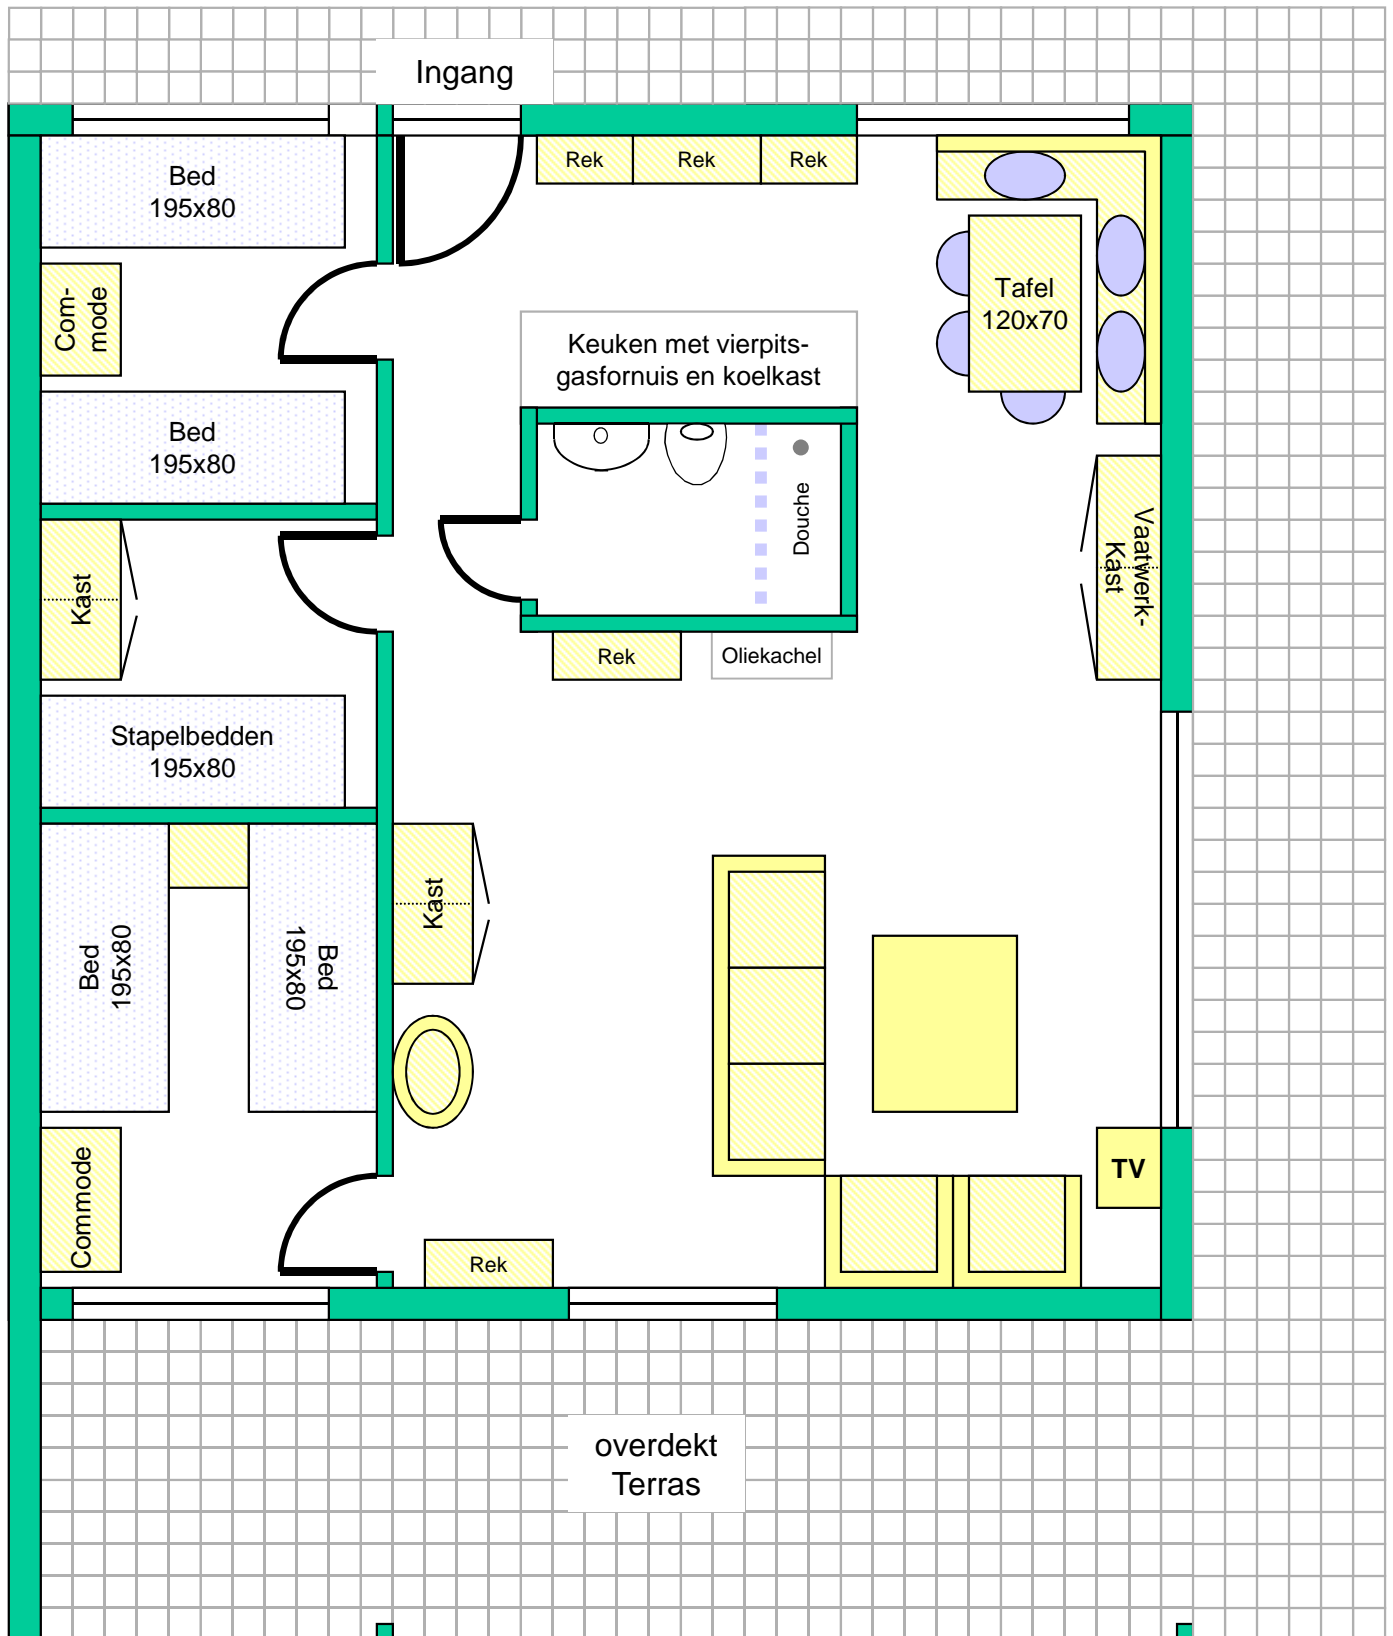 Ingang
Bed
195x80
Rek
Rek
Rek
Com-
mode
Tafel
120x70
Keuken met vierpits-
gasfornuis en koelkast
Bed
195x80
Douche
Vaatwerk-
Kast
Kast
Rek
Oliekachel
Stapelbedden
195x80
Kast
Bed
195x80
Bed
195x80
Commode
TV
Rek
overdekt
Terras